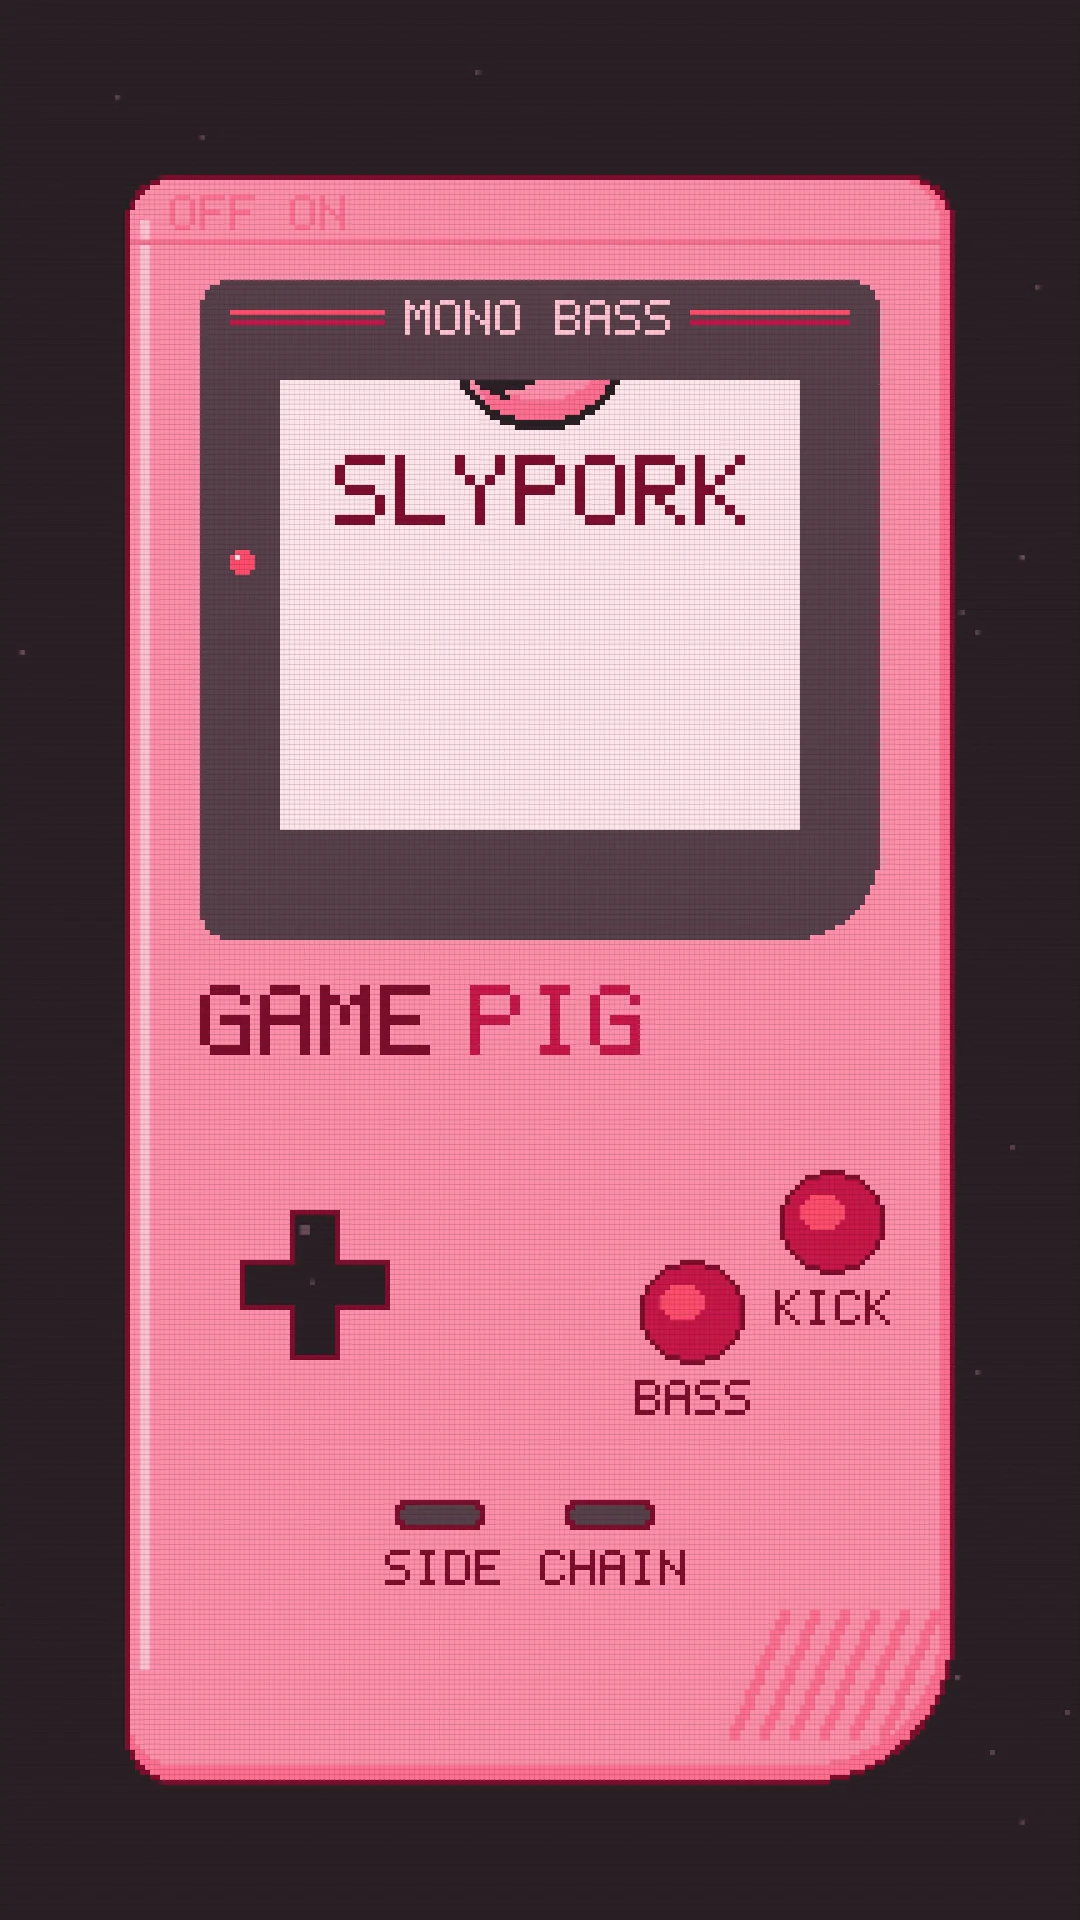 OFF ON
MONO BASS
SLYPORK
GAME PIG
KICK
BASS
SIDE CHAIN